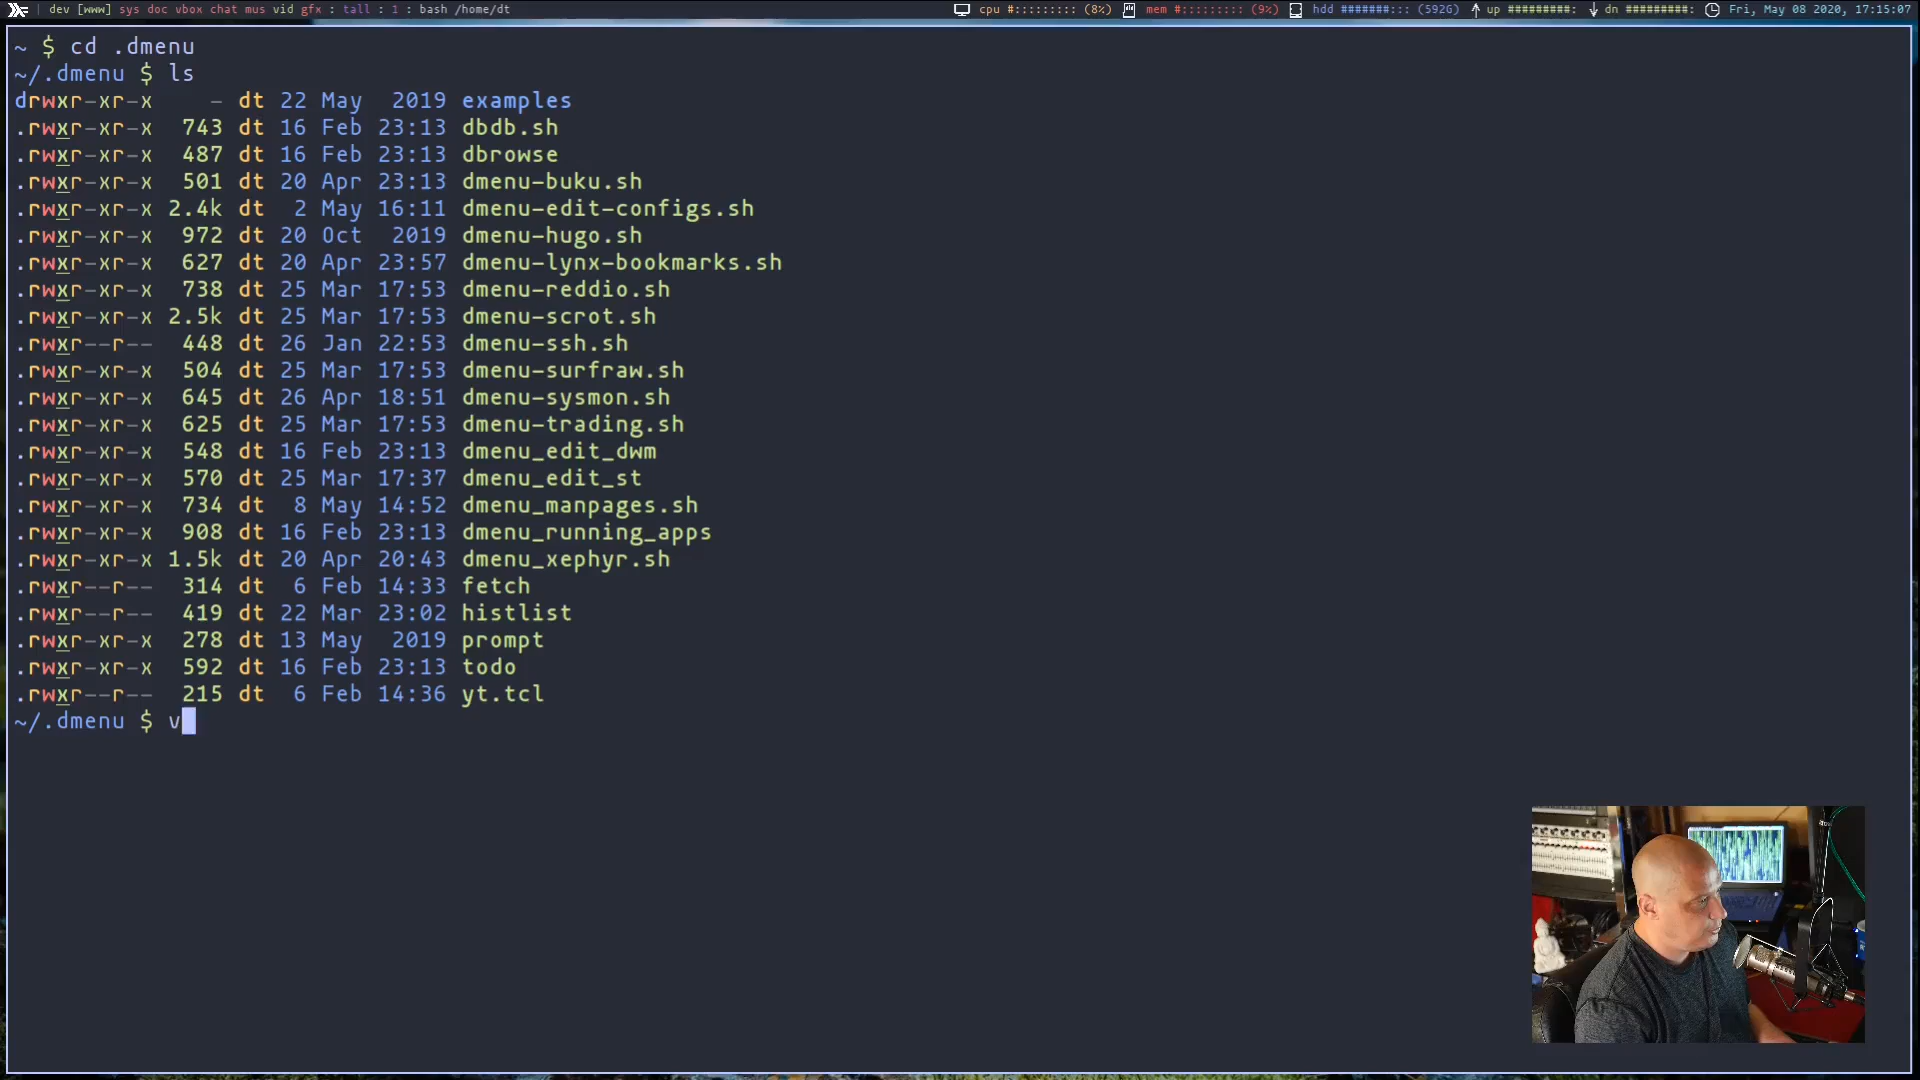 dev [www] sys doc vbox chat mus vid gfx : tall : 1 : bash /home/dt
cpu #::::::::: (8%) mem #::::::::: (9%) hdd #######::: (592G) up #########: dn #########: Fri, May 08 2020, 17:15:07
~ $ cd .dmenu
~/.dmenu $ ls
drwxr-xr-x - dt 22 May 2019 examples
.rwxr-xr-x 743 dt 16 Feb 23:13 dbdb.sh
.rwxr-xr-x 487 dt 16 Feb 23:13 dbrowse
.rwxr-xr-x 501 dt 20 Apr 23:13 dmenu-buku.sh
.rwxr-xr-x 2.4k dt 2 May 16:11 dmenu-edit-configs.sh
.rwxr-xr-x 972 dt 20 Oct 2019 dmenu-hugo.sh
.rwxr-xr-x 627 dt 20 Apr 23:57 dmenu-lynx-bookmarks.sh
.rwxr-xr-x 738 dt 25 Mar 17:53 dmenu-reddio.sh
.rwxr-xr-x 2.5k dt 25 Mar 17:53 dmenu-scrot.sh
.rwxr--r-- 448 dt 26 Jan 22:53 dmenu-ssh.sh
.rwxr-xr-x 504 dt 25 Mar 17:53 dmenu-surfraw.sh
.rwxr-xr-x 645 dt 26 Apr 18:51 dmenu-sysmon.sh
.rwxr-xr-x 625 dt 25 Mar 17:53 dmenu-trading.sh
.rwxr-xr-x 548 dt 16 Feb 23:13 dmenu_edit_dwm
.rwxr-xr-x 570 dt 25 Mar 17:37 dmenu_edit_st
.rwxr-xr-x 734 dt 8 May 14:52 dmenu_manpages.sh
.rwxr-xr-x 908 dt 16 Feb 23:13 dmenu_running_apps
.rwxr-xr-x 1.5k dt 20 Apr 20:43 dmenu_xephyr.sh
.rwxr--r-- 314 dt 6 Feb 14:33 fetch
.rwxr--r-- 419 dt 22 Mar 23:02 histlist
.rwxr-xr-x 278 dt 13 May 2019 prompt
.rwxr-xr-x 592 dt 16 Feb 23:13 todo
.rwxr--r-- 215 dt 6 Feb 14:36 yt.tcl
~/.dmenu $ v